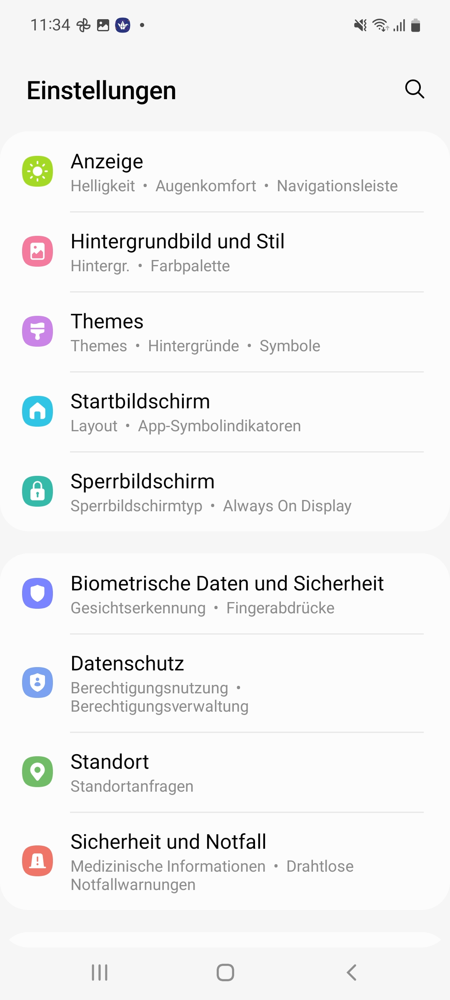 11:34
Einstellungen
Anzeige
Helligkeit • Augenkomfort • Navigationsleiste
Hintergrundbild und Stil
Hintergr. • Farbpalette
Themes
Themes • Hintergründe • Symbole
Startbildschirm
Layout • App-Symbolindikatoren
Sperrbildschirm
Sperrbildschirmtyp • Always On Display
Biometrische Daten und Sicherheit
Gesichtserkennung • Fingerabdrücke
Datenschutz
Berechtigungsnutzung •
Berechtigungsverwaltung
Standort
Standortanfragen
Sicherheit und Notfall
Medizinische Informationen • Drahtlose
Notfallwarnungen